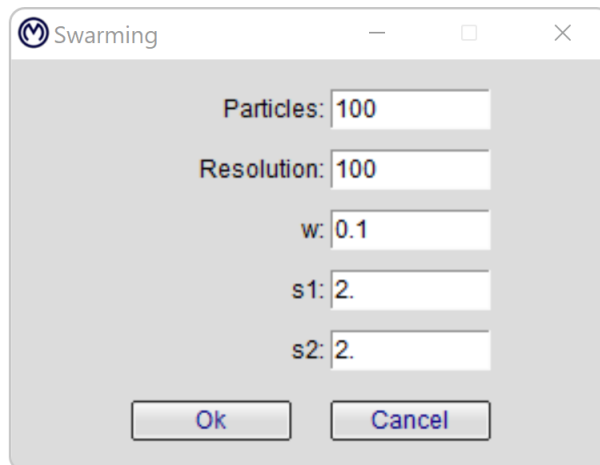 Swarming
Particles: 100
Resolution: 100
w: 0.1
s1: 2.
s2: 2.
Ok Cancel